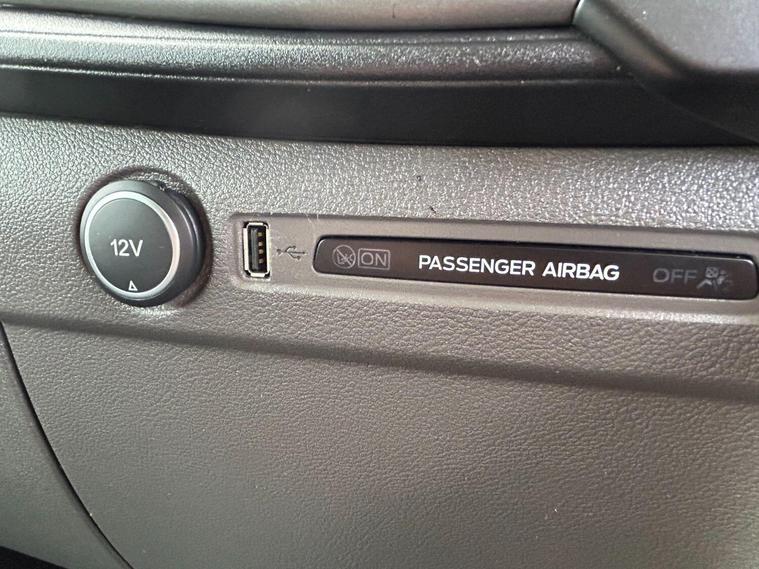 12V
ON PASSENGER AIRBAG OFF